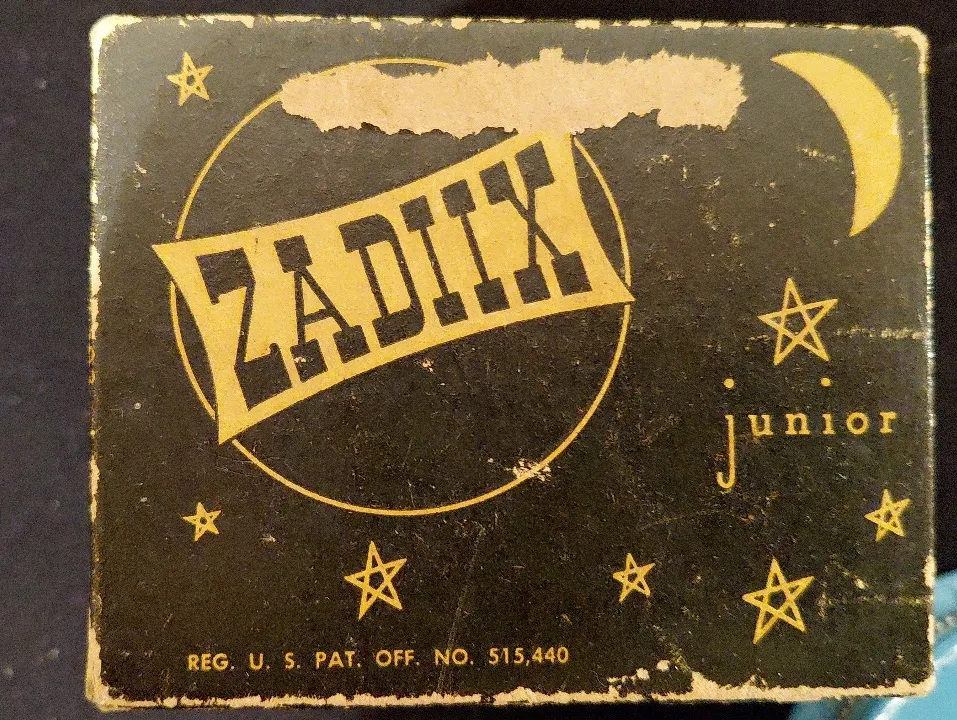 ZADIIX
junior
REG. U. S. PAT. OFF. NO. 515,440